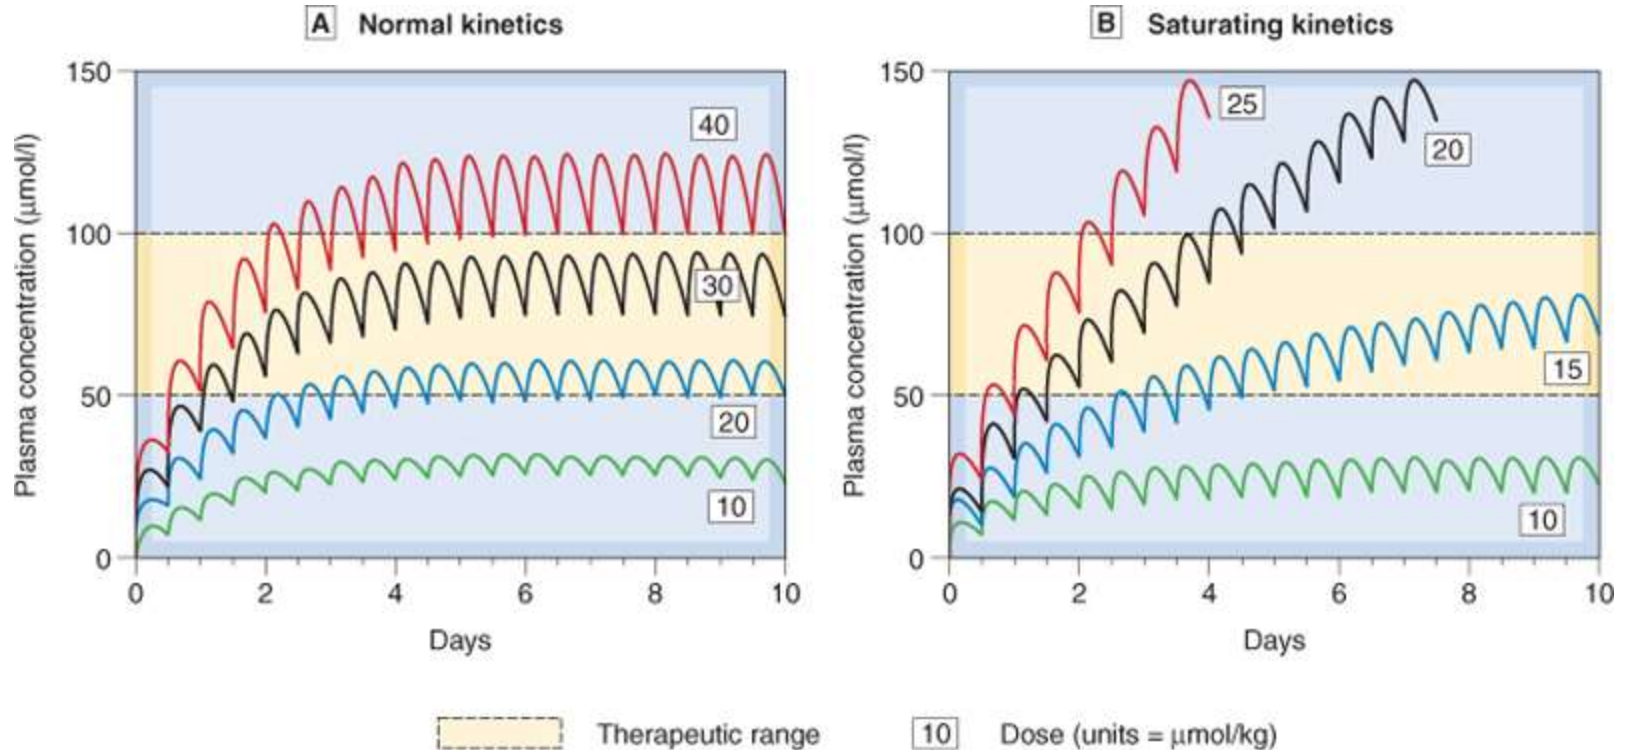 A Normal kinetics
150
100
50
0
Plasma concentration (μmol/l)
40
30
20
10
0 2 4 6 8 10
Days
B Saturating kinetics
150
100
50
0
Plasma concentration (μmol/l)
25
20
15
10
0 2 4 6 8 10
Days
Therapeutic range
10 Dose (units = μmol/kg)